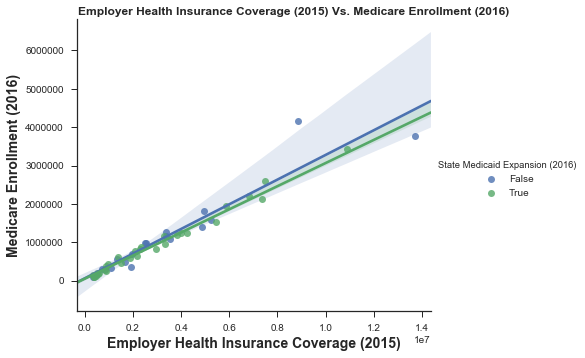 Employer Health Insurance Coverage (2015) Vs. Medicare Enrollment (2016)
6000000
5000000
4000000
3000000
2000000
1000000
0
Medicare Enrollment (2016)
0.0 0.2 0.4 0.6 0.8 1.0 1.2 1.4
1e7
Employer Health Insurance Coverage (2015)
State Medicaid Expansion (2016)
False
True